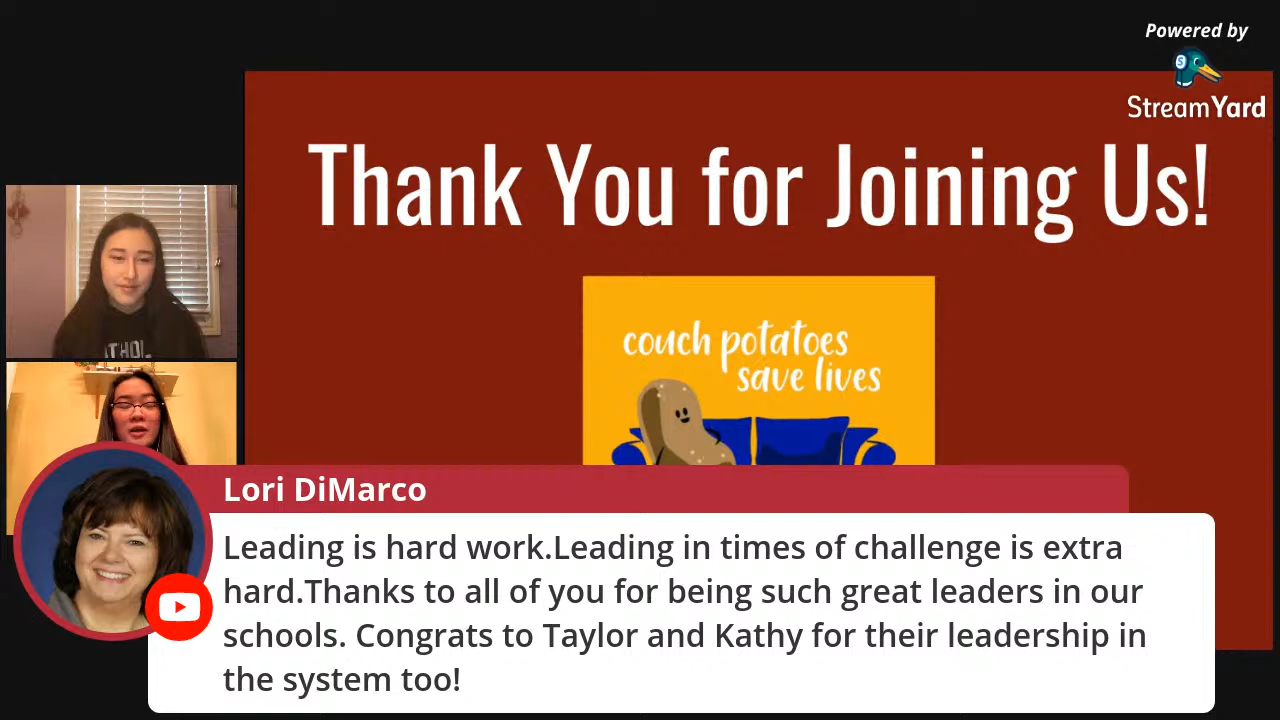 Powered by
StreamYard
Thank You for Joining Us!
couch potatoes
save lives
Lori DiMarco
Leading is hard work.Leading in times of challenge is extra
hard.Thanks to all of you for being such great leaders in our
schools. Congrats to Taylor and Kathy for their leadership in
the system too!